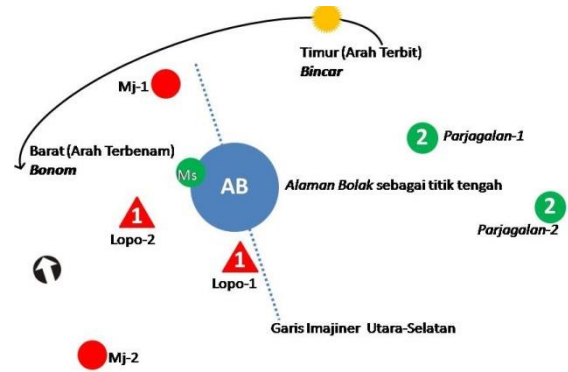 Timur (Arah Terbit)
Bincar
Mj-1
2
Parjagalan-1
Barat (Arah Terbenam)
Bonom
Ms
AB
Alaman Bolak sebagai titik tengah
2
Parjagalan-2
1
Lopo-2
1
Lopo-1
Garis Imajiner Utara-Selatan
Mj-2